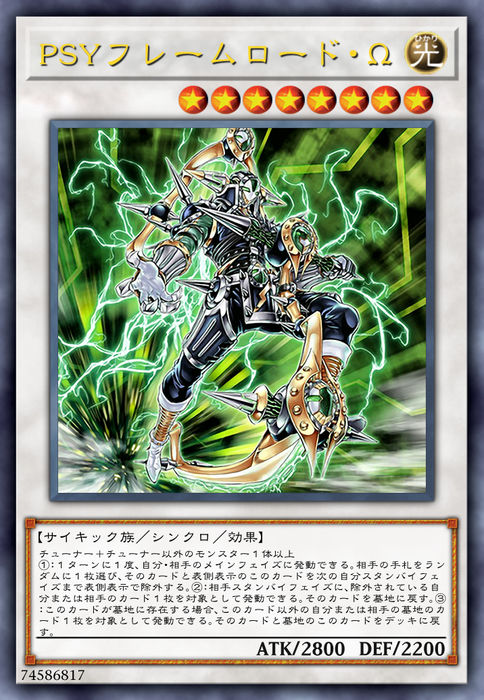 PSYフレームロード・Ω
ひかり
光
【サイキック族／シンクロ／効果】
チューナー＋チューナー以外のモンスター１体以上
①：１ターンに１度、自分・相手のメインフェイズに発動できる。相手の手札をラン
ダムに１枚選び、そのカードと表側表示のこのカードを次の自分スタンバイフェ
イズまで表側表示で除外する。②：相手スタンバイフェイズに、除外されている自
分または相手のカード１枚を対象として発動できる。そのカードを墓地に戻す。③
：このカードが墓地に存在する場合、このカード以外の自分または相手の墓地のカ
ード１枚を対象として発動できる。そのカードと墓地のこのカードをデッキに戻
す。
ATK/2800 DEF/2200
74586817